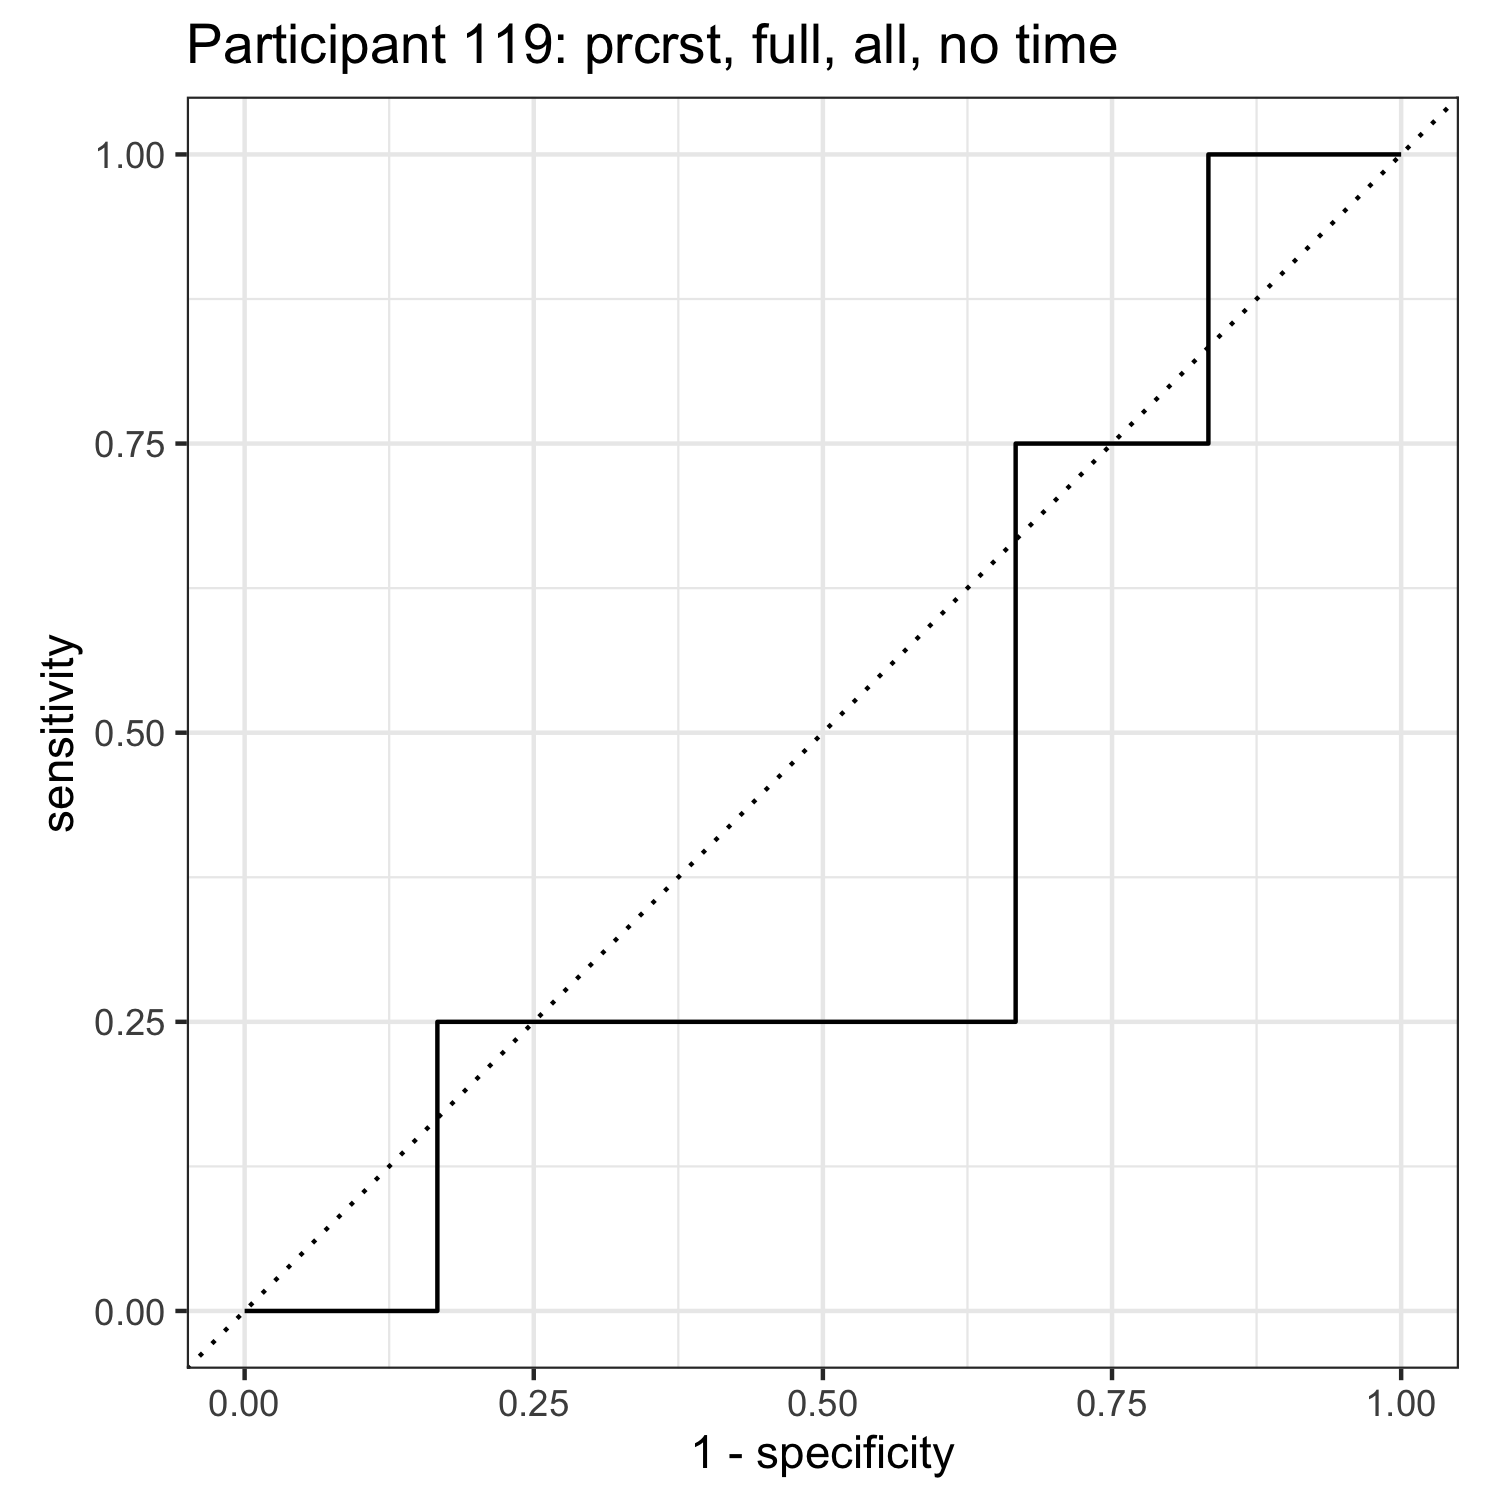 Participant 119: prcrst, full, all, no time
1.00
0.75
0.50
0.25
0.00
sensitivity
0.00 0.25 0.50 0.75 1.00
1 - specificity